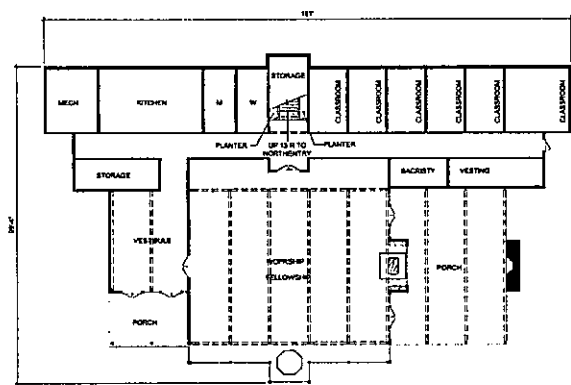 151'
STORAGE
MECH
KITCHEN
M
W
CLASSROOM
CLASSROOM
CLASSROOM
CLASSROOM
CLASSROOM
CLASSROOM
PLANTER
UP 13 R TO
NORTH ENTRY
PLANTER
STORAGE
SACRISTY
VESTING
VESTIBULE
WORSHIP
FELLOWSHIP
PORCH
PORCH